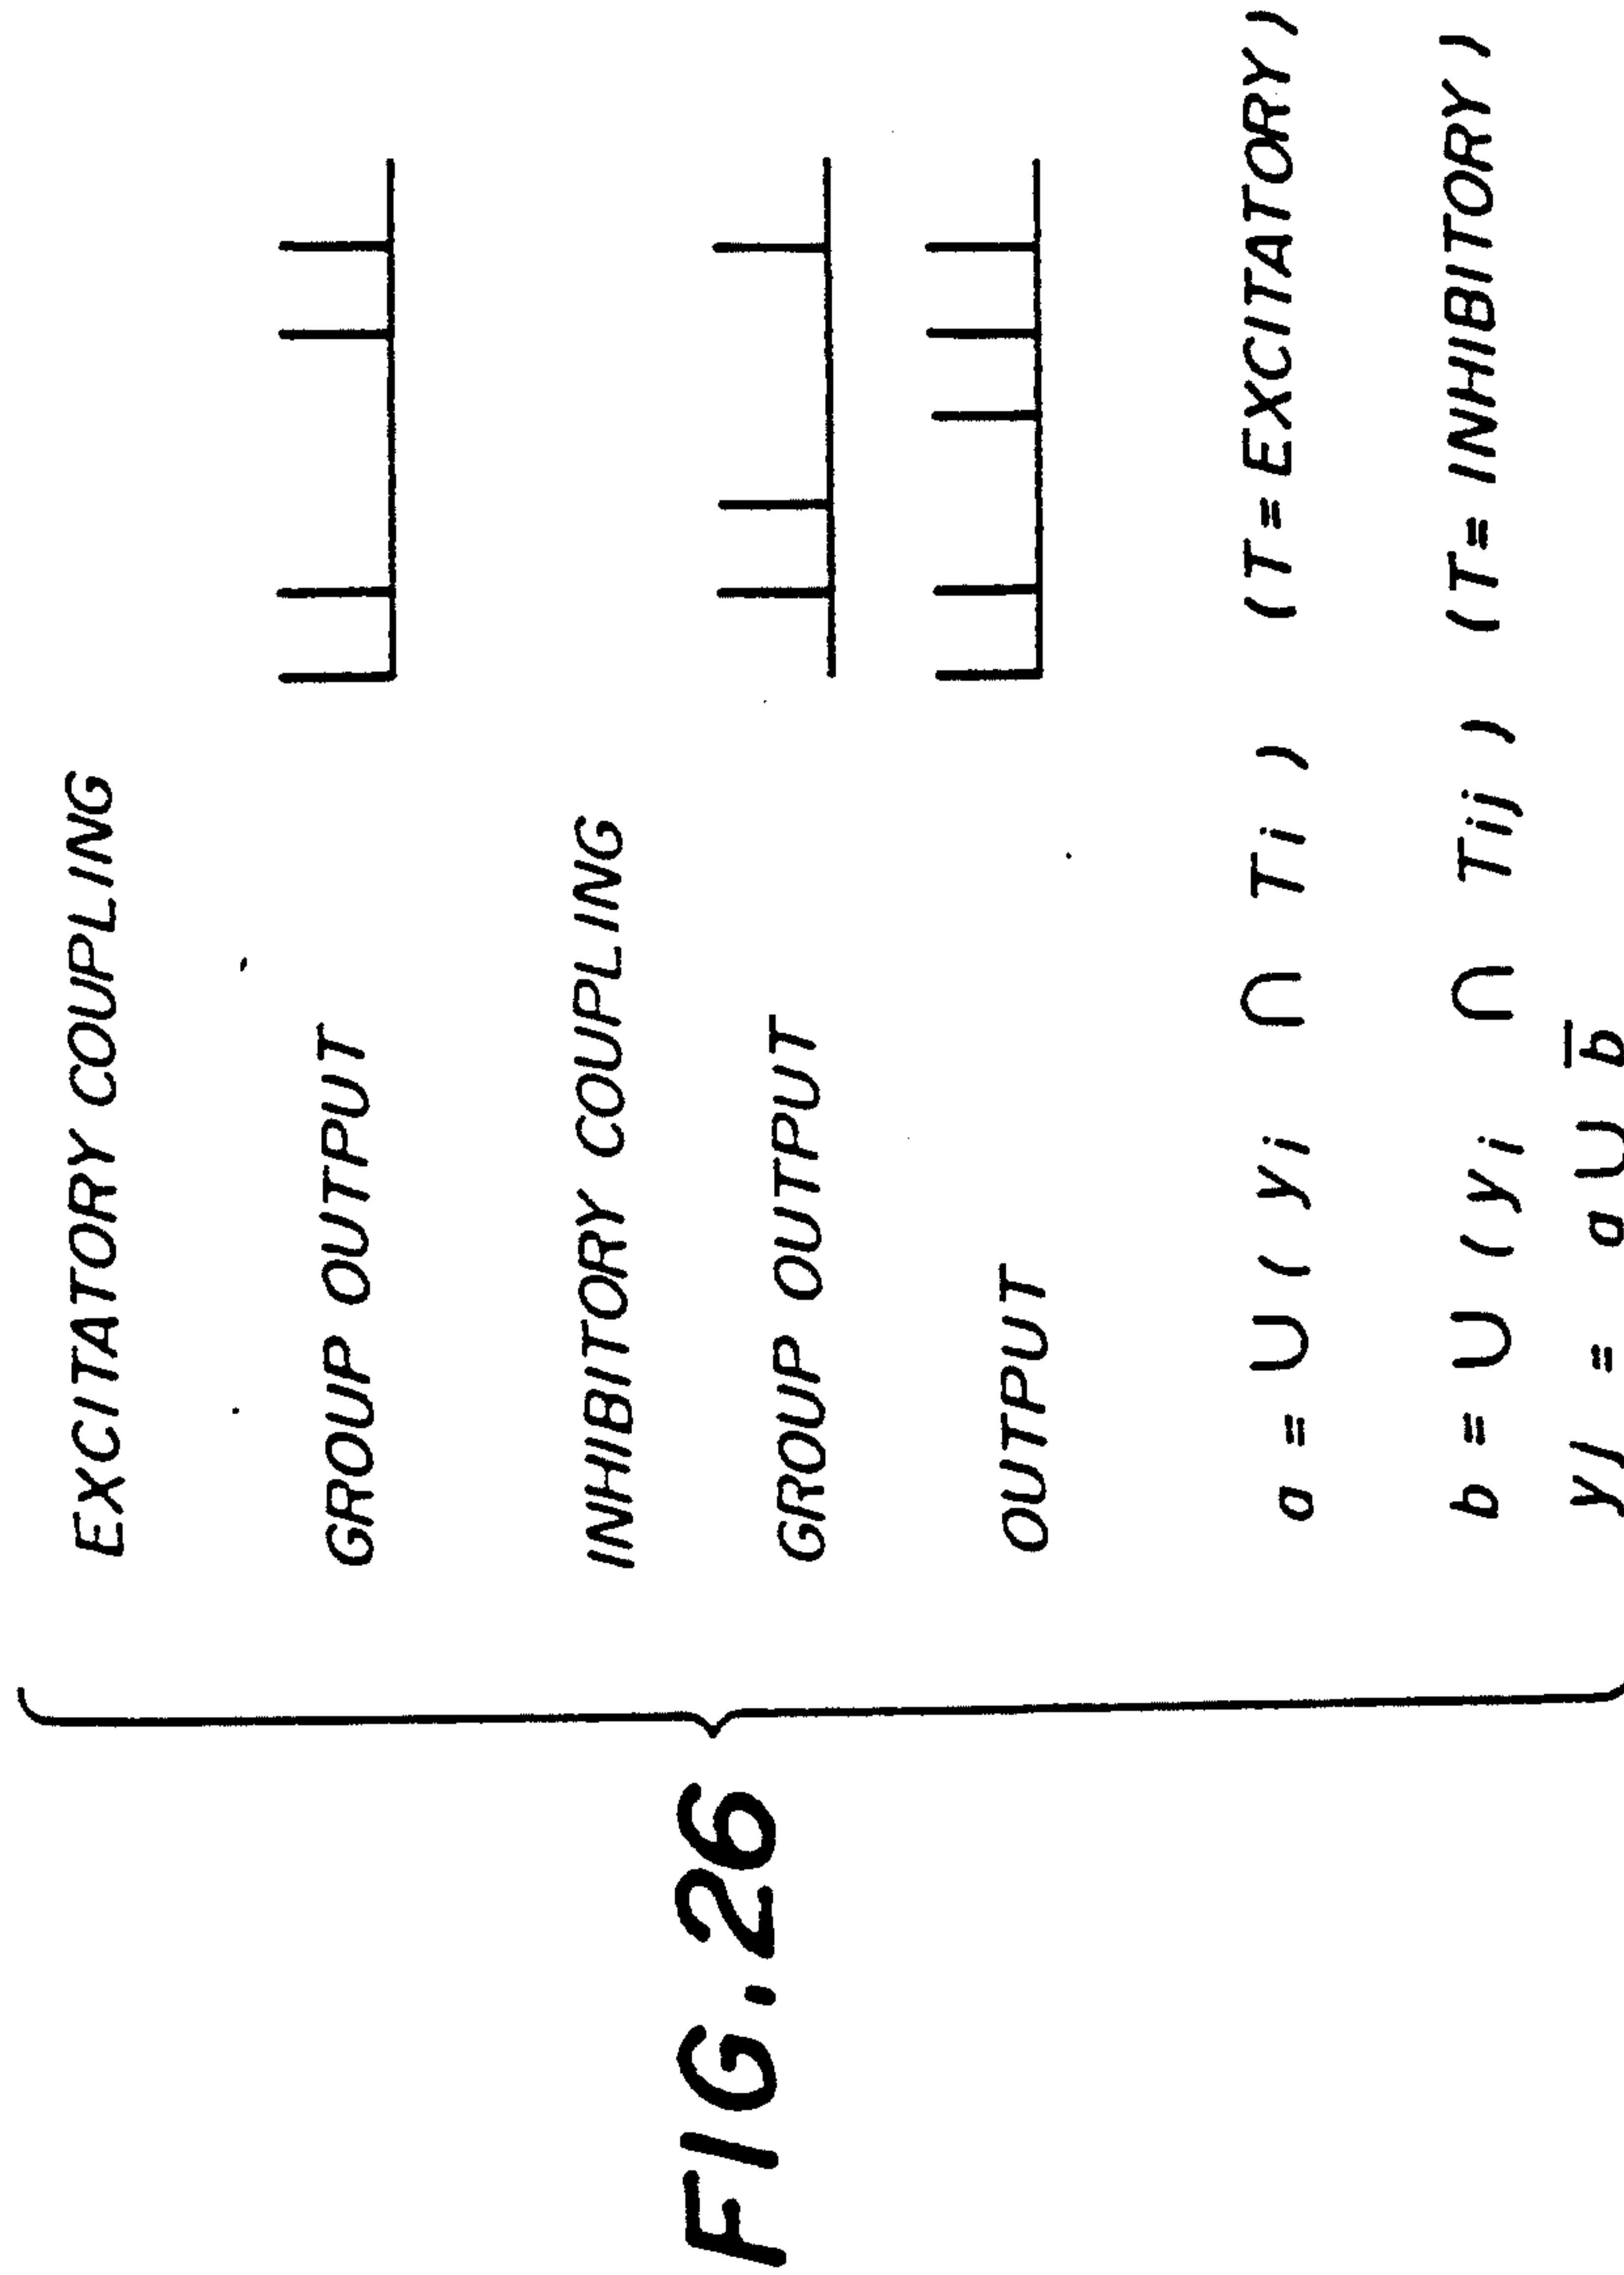 FIG. 26
EXCITATORY COUPLING
GROUP OUTPUT
INHIBITORY COUPLING
GROUP OUTPUT
OUTPUT
a = ∪ ( yi ∩ Ti ) (T = EXCITATORY)
b = ∪ ( yi ∩ Tij ) (T = INHIBITORY)
yj = a ∪ b̅